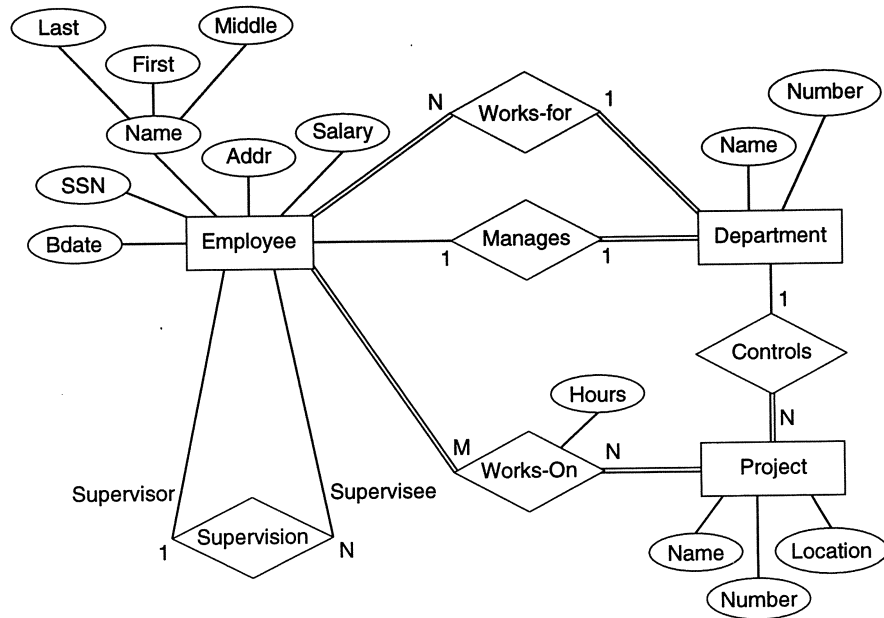 Last
Middle
First
Name
Addr
Salary
SSN
Bdate
Employee
N
Works-for
1
Number
Name
Department
1
Manages
1
1
Controls
N
Hours
M
Works-On
N
Project
Supervisor
Supervisee
1
Supervision
N
Name
Location
Number